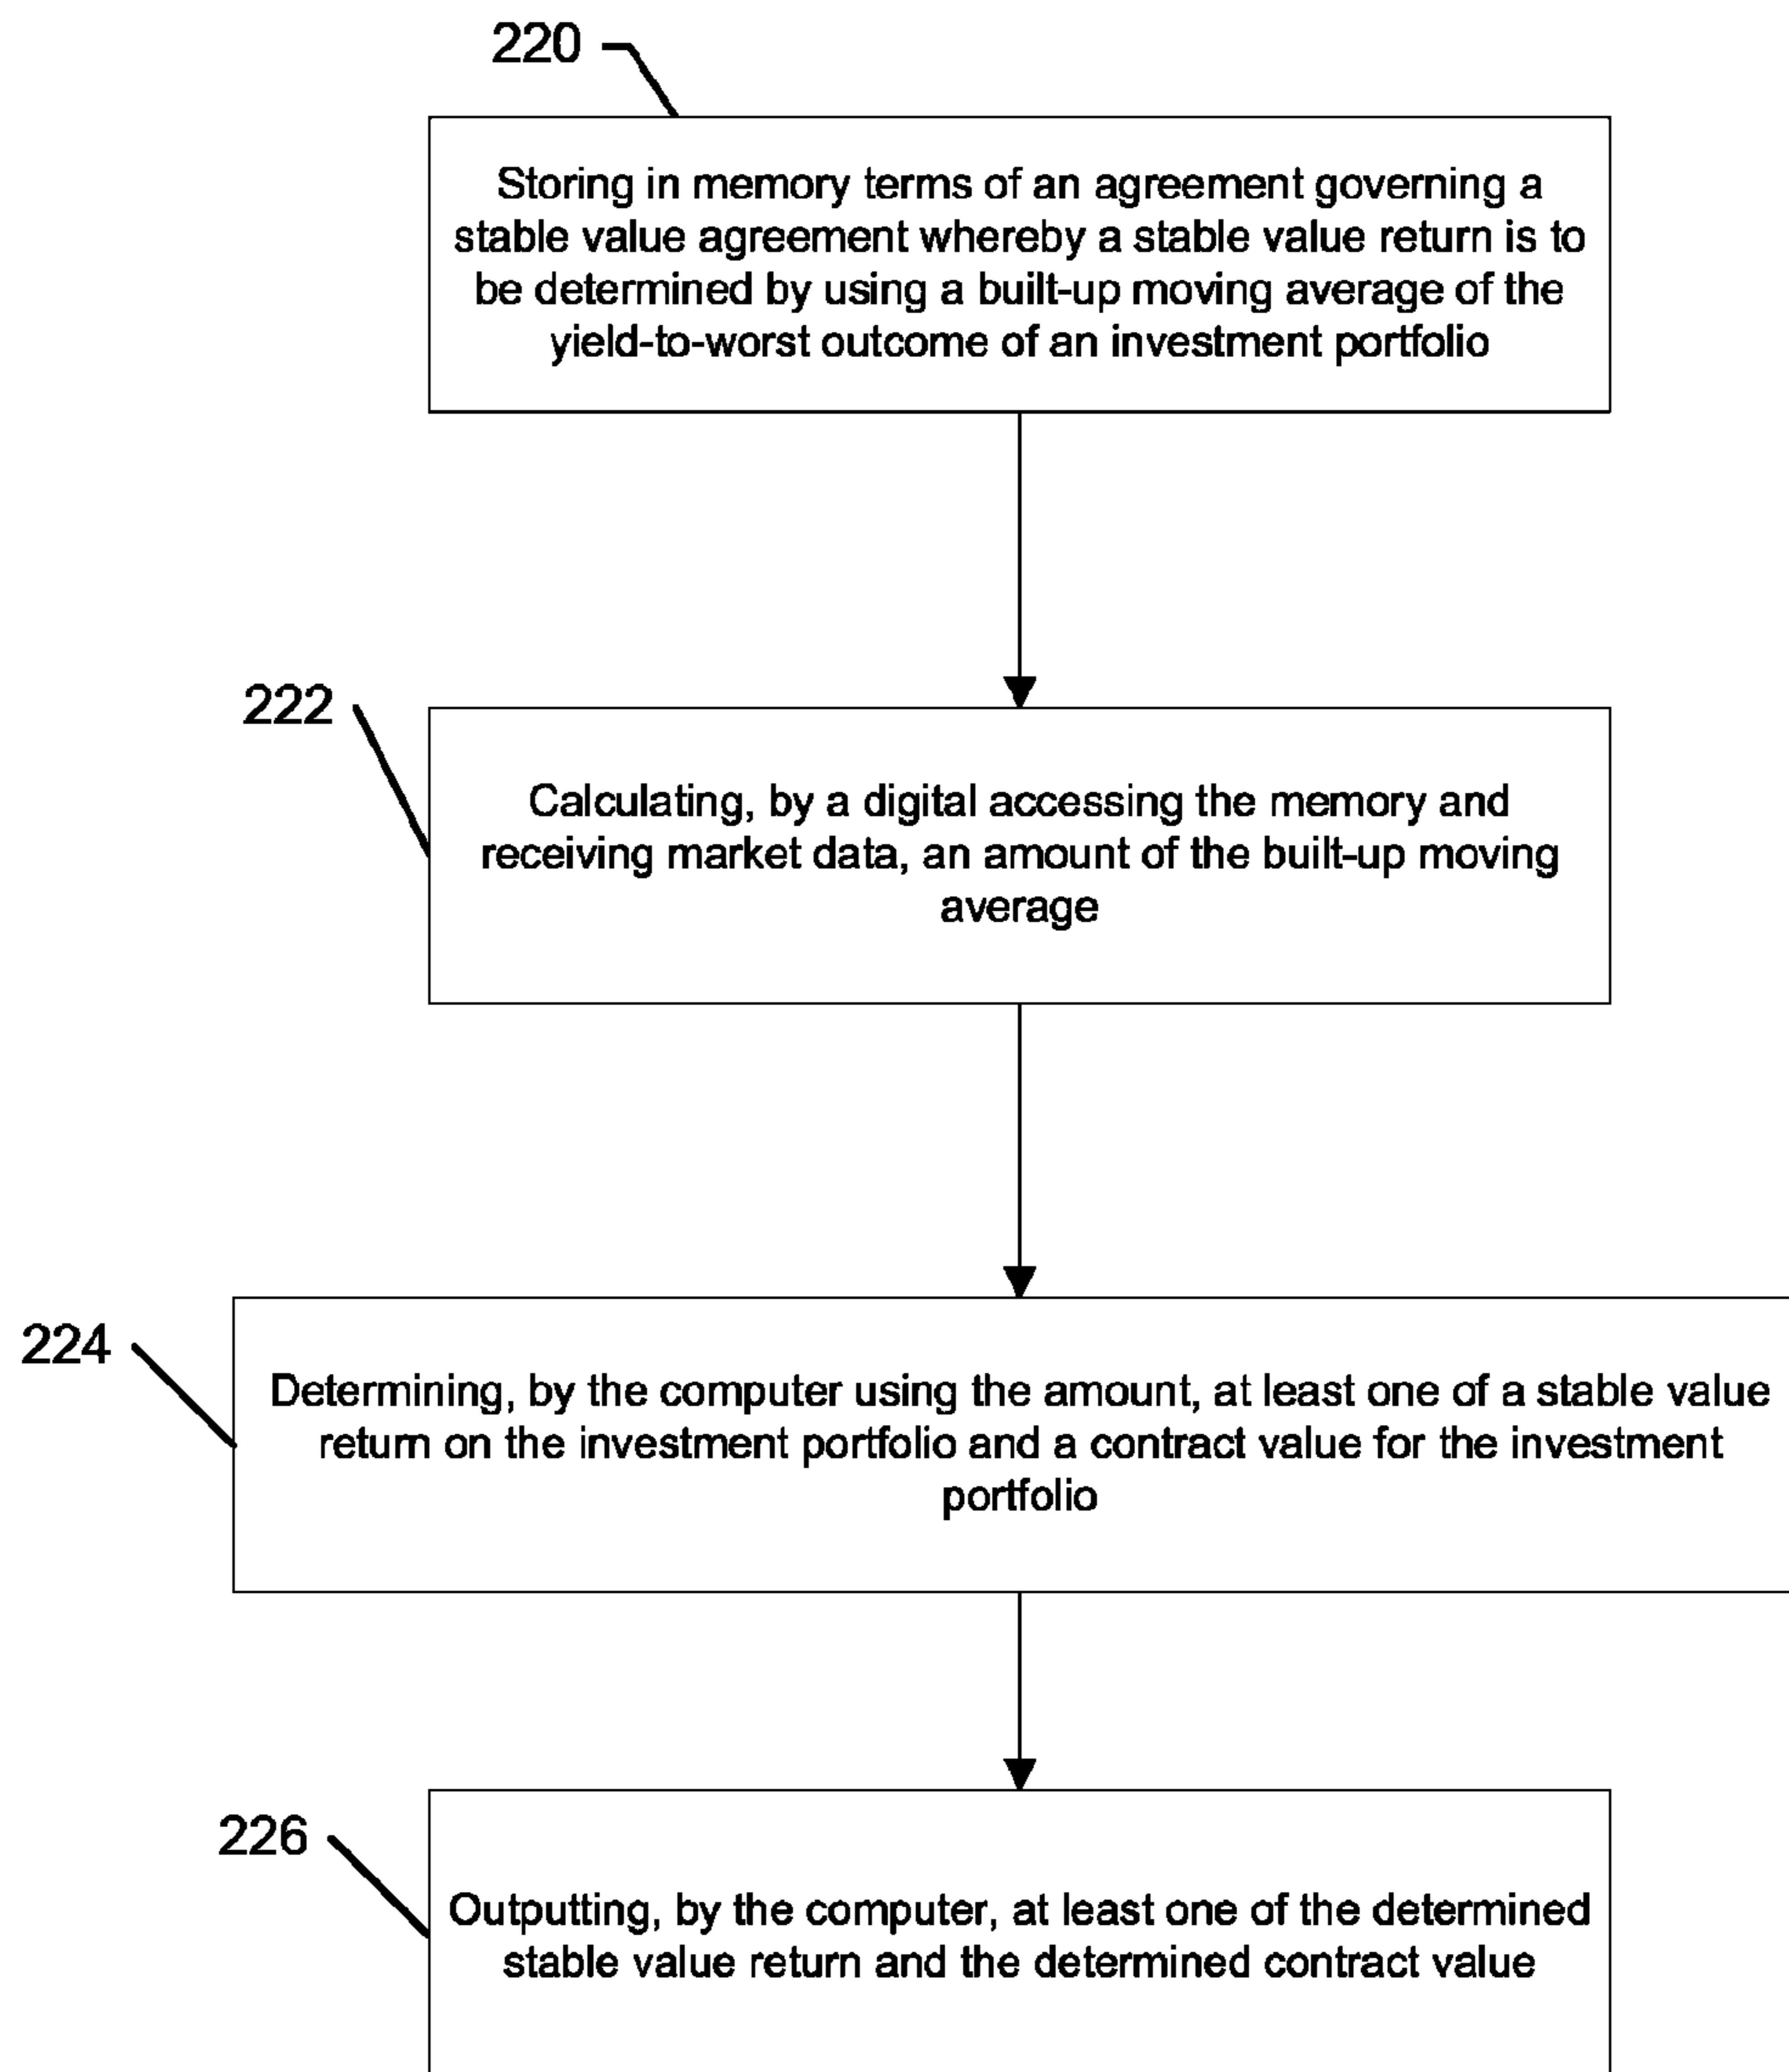 220
Storing in memory terms of an agreement governing a
stable value agreement whereby a stable value return is to
be determined by using a built-up moving average of the
yield-to-worst outcome of an investment portfolio
222
Calculating, by a digital accessing the memory and
receiving market data, an amount of the built-up moving
average
224
Determining, by the computer using the amount, at least one of a stable value
return on the investment portfolio and a contract value for the investment
portfolio
226
Outputting, by the computer, at least one of the determined
stable value return and the determined contract value